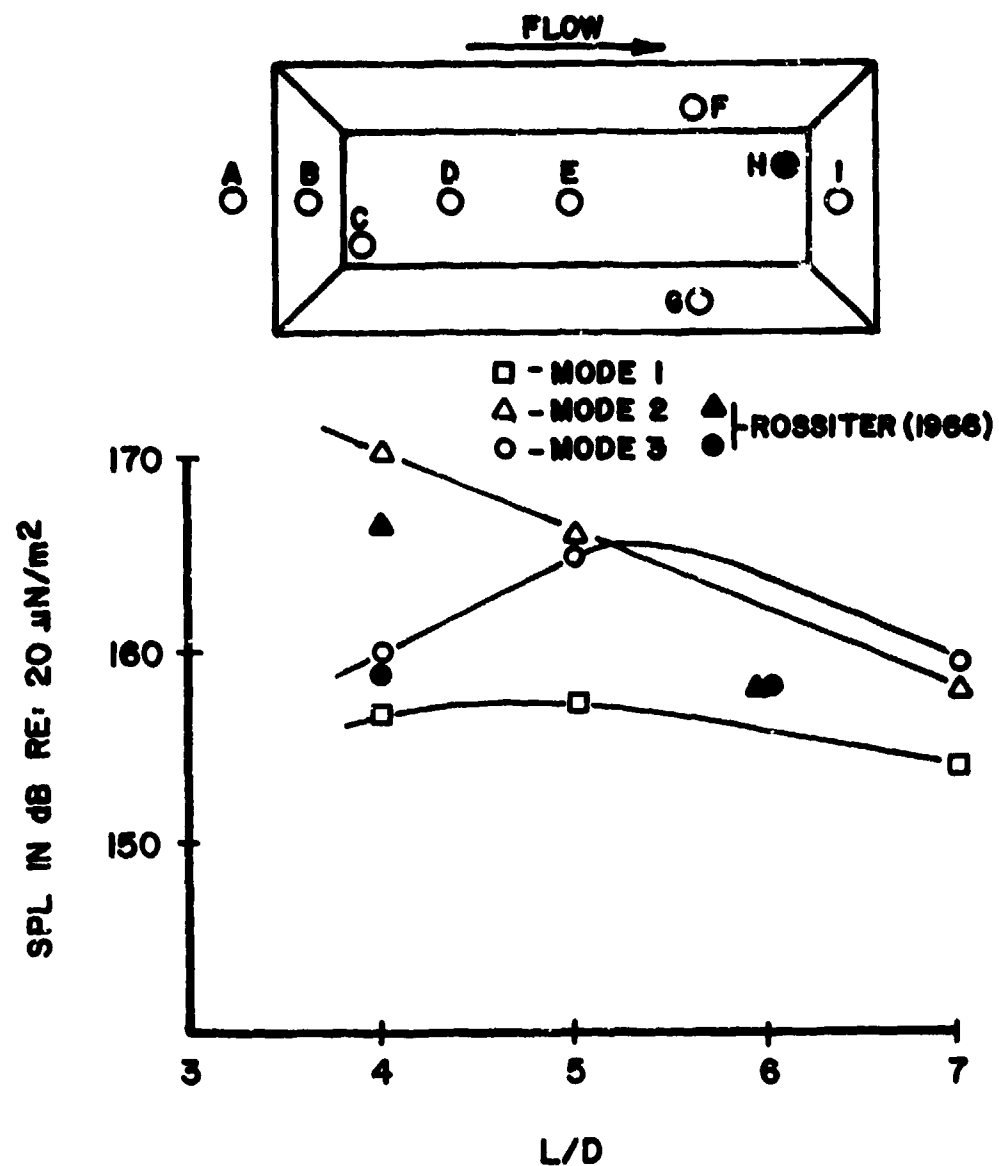 FLOW
F
A B D E H I
C
G
□ - MODE 1
△ - MODE 2 ▲
○ - MODE 3 ● ROSSITER (1966)
170
160
150
SPL IN dB RE: 20 μN/m²
3 4 5 6 7
L/D